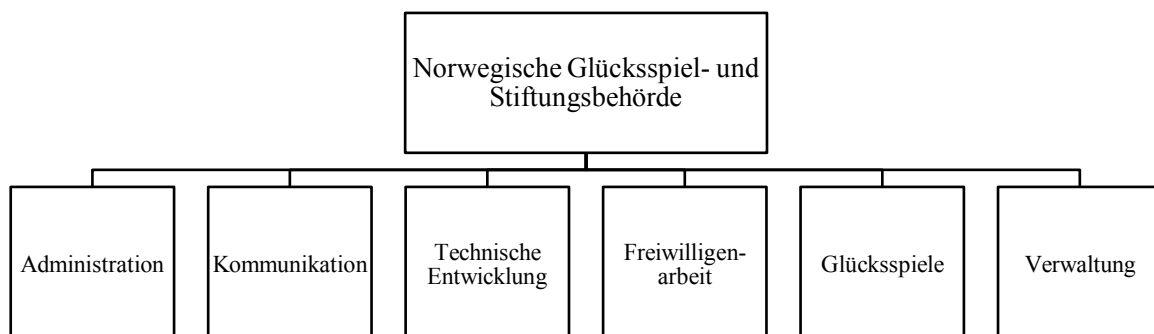 Norwegische Glücksspiel- und
Stiftungsbehörde
Administration
Kommunikation
Technische
Entwicklung
Freiwilligen-
arbeit
Glücksspiele
Verwaltung